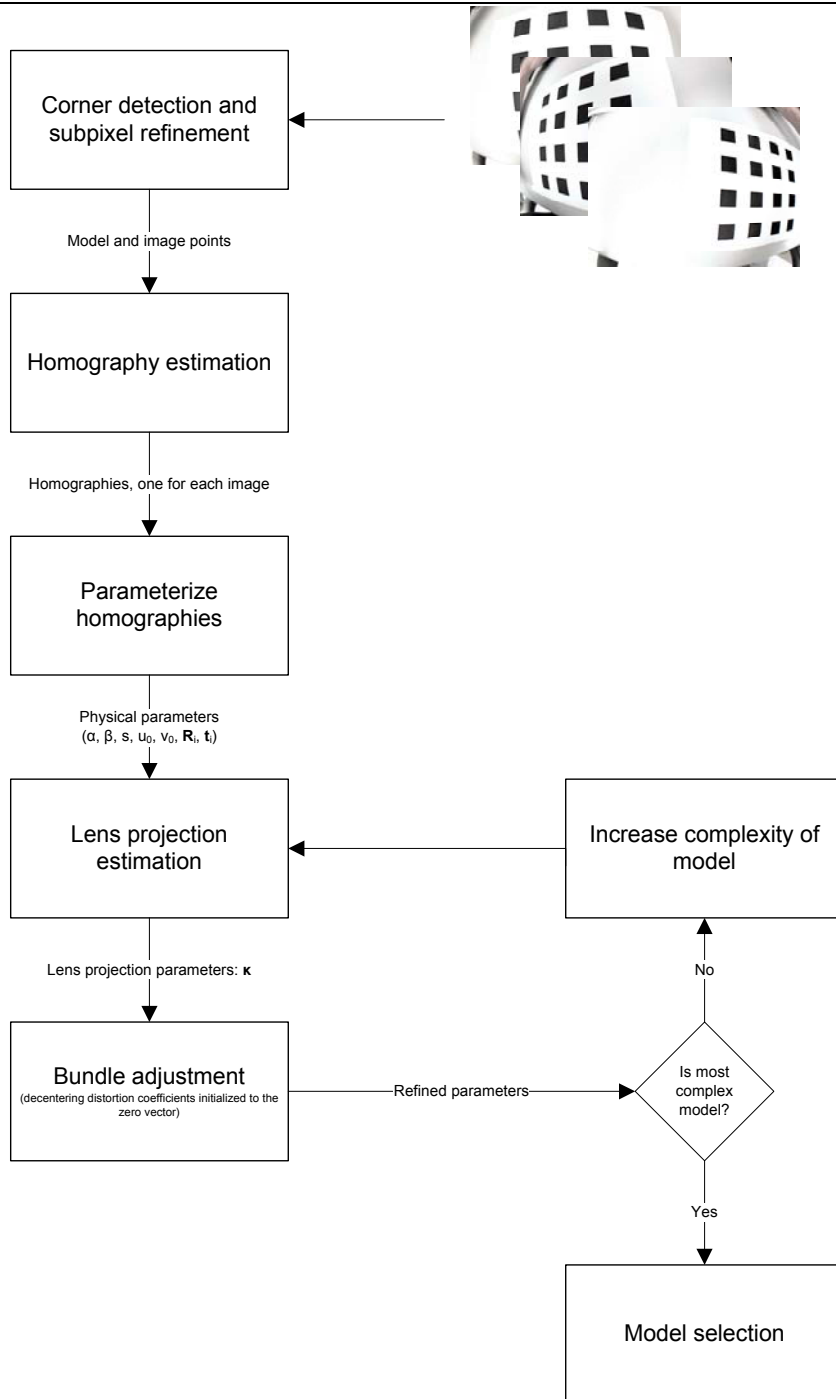 Corner detection and
subpixel refinement
Model and image points
Homography estimation
Homographies, one for each image
Parameterize
homographies
Physical parameters
(α, β, s, u₀, v₀, Rᵢ, tᵢ)
Lens projection
estimation
Increase complexity of
model
Lens projection parameters: κ
No
Bundle adjustment
(decentering distortion coefficients initialized to the
zero vector)
Refined parameters
Is most
complex
model?
Yes
Model selection